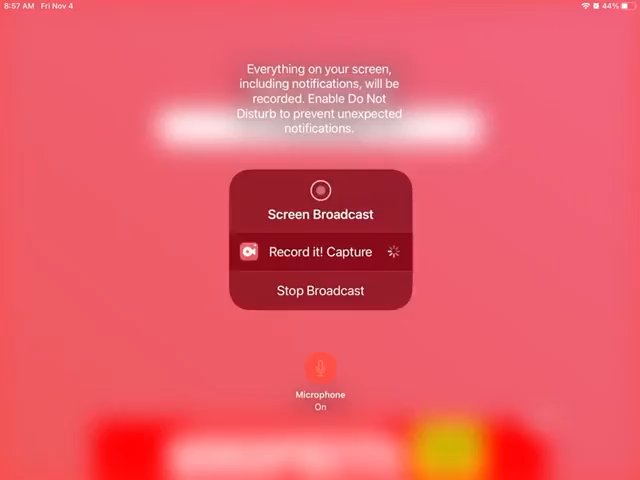 8:57 AM Fri Nov 4
44%
Everything on your screen,
including notifications, will be
recorded. Enable Do Not
Disturb to prevent unexpected
notifications.
Screen Broadcast
Record it! Capture
Stop Broadcast
Microphone
On